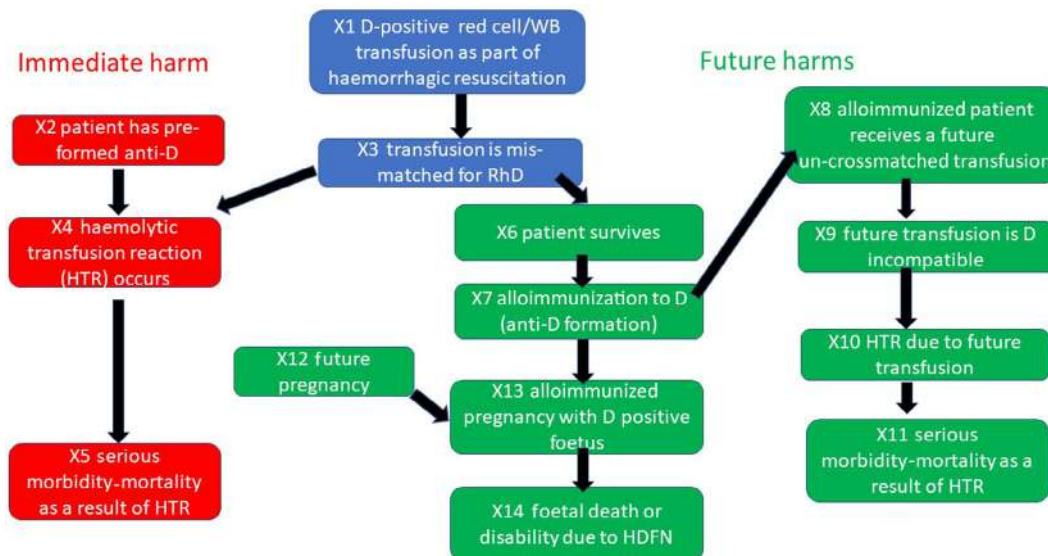 X1 D-positive red cell/WB
transfusion as part of
haemorrhagic resuscitation
Immediate harm
Future harms
X2 patient has pre-
formed anti-D
X3 transfusion is mis-
matched for RhD
X8 alloimmunized patient
receives a future
un-crossmatched transfusion
X4 haemolytic
transfusion reaction
(HTR) occurs
X6 patient survives
X9 future transfusion is D
incompatible
X7 alloimmunization to D
(anti-D formation)
X10 HTR due to future
transfusion
X12 future
pregnancy
X13 alloimmunized
pregnancy with D positive
foetus
X5 serious
morbidity-mortality
as a result of HTR
X11 serious
morbidity-mortality as a
result of HTR
X14 foetal death or
disability due to HDFN